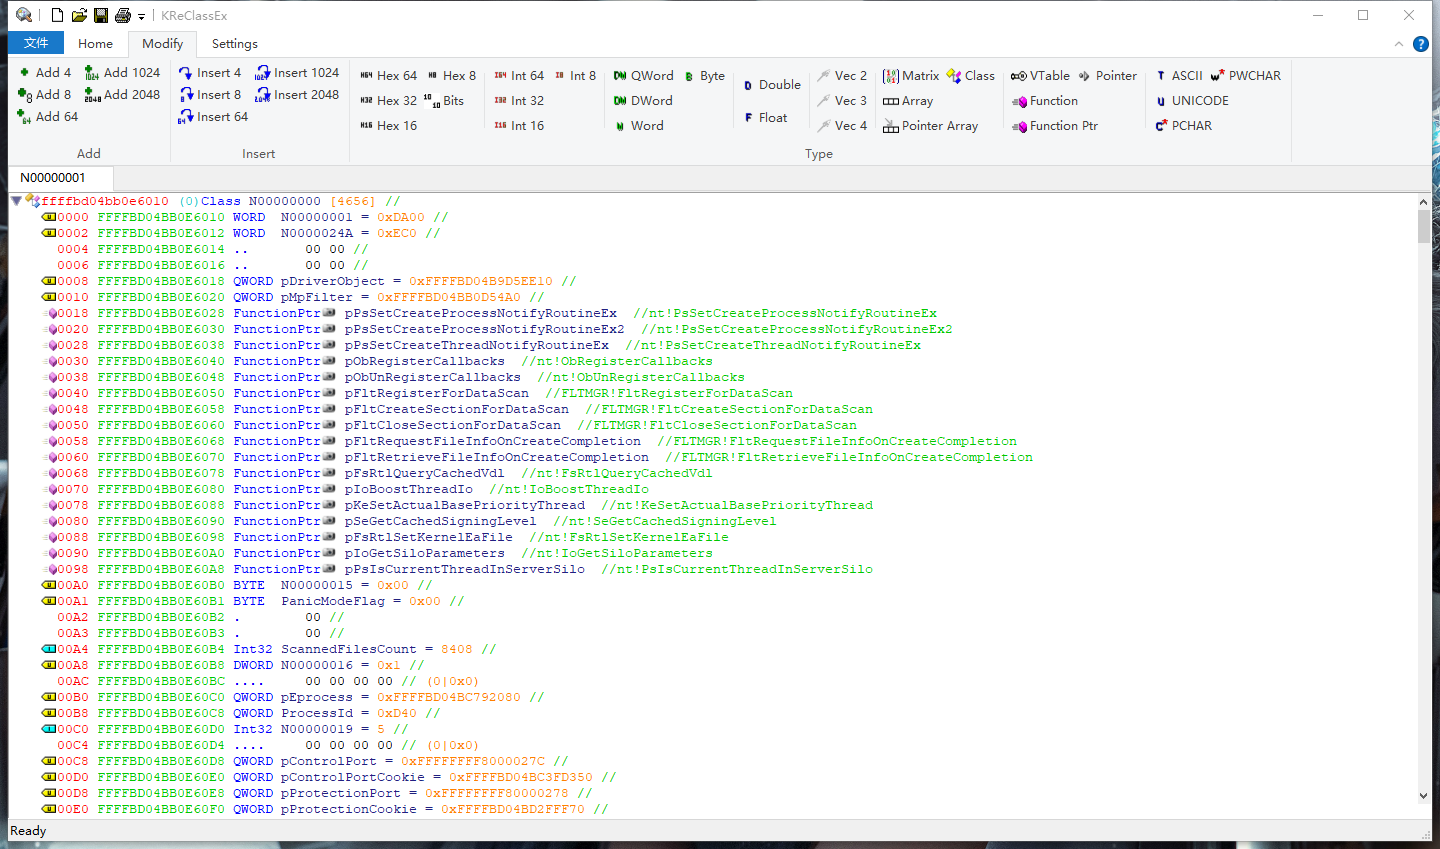 KReClassEx
文件 Home Modify Settings
Add 4 Add 1024 Insert 4 Insert 1024 Hex 64 Hex 8 Int 64 Int 8 QWord Byte Double Vec 2 Matrix Class VTable Pointer ASCII PWCHAR
Add 8 Add 2048 Insert 8 Insert 2048 Hex 32 Bits Int 32 DWord Float Vec 3 Array Function UNICODE
Add 64 Insert 64 Hex 16 Int 16 Word Vec 4 Pointer Array Function Ptr PCHAR
Add Insert Type
N00000001
ffffbd04bb0e6010 (0)Class N00000000 [4656] //
0000 FFFFBD04BB0E6010 WORD N00000001 = 0xDA00 //
0002 FFFFBD04BB0E6012 WORD N0000024A = 0xEC0 //
0004 FFFFBD04BB0E6014 .. 00 00 //
0006 FFFFBD04BB0E6016 .. 00 00 //
0008 FFFFBD04BB0E6018 QWORD pDriverObject = 0xFFFFBD04B9D5EE10 //
0010 FFFFBD04BB0E6020 QWORD pMpFilter = 0xFFFFBD04BB0D54A0 //
0018 FFFFBD04BB0E6028 FunctionPtr pPsSetCreateProcessNotifyRoutineEx //nt!PsSetCreateProcessNotifyRoutineEx
0020 FFFFBD04BB0E6030 FunctionPtr pPsSetCreateProcessNotifyRoutineEx2 //nt!PsSetCreateProcessNotifyRoutineEx2
0028 FFFFBD04BB0E6038 FunctionPtr pPsSetCreateThreadNotifyRoutineEx //nt!PsSetCreateThreadNotifyRoutineEx
0030 FFFFBD04BB0E6040 FunctionPtr pObRegisterCallbacks //nt!ObRegisterCallbacks
0038 FFFFBD04BB0E6048 FunctionPtr pObUnRegisterCallbacks //nt!ObUnRegisterCallbacks
0040 FFFFBD04BB0E6050 FunctionPtr pFltRegisterForDataScan //FLTMGR!FltRegisterForDataScan
0048 FFFFBD04BB0E6058 FunctionPtr pFltCreateSectionForDataScan //FLTMGR!FltCreateSectionForDataScan
0050 FFFFBD04BB0E6060 FunctionPtr pFltCloseSectionForDataScan //FLTMGR!FltCloseSectionForDataScan
0058 FFFFBD04BB0E6068 FunctionPtr pFltRequestFileInfoOnCreateCompletion //FLTMGR!FltRequestFileInfoOnCreateCompletion
0060 FFFFBD04BB0E6070 FunctionPtr pFltRetrieveFileInfoOnCreateCompletion //FLTMGR!FltRetrieveFileInfoOnCreateCompletion
0068 FFFFBD04BB0E6078 FunctionPtr pFsRtlQueryCachedVdl //nt!FsRtlQueryCachedVdl
0070 FFFFBD04BB0E6080 FunctionPtr pIoBoostThreadIo //nt!IoBoostThreadIo
0078 FFFFBD04BB0E6088 FunctionPtr pKeSetActualBasePriorityThread //nt!KeSetActualBasePriorityThread
0080 FFFFBD04BB0E6090 FunctionPtr pSeGetCachedSigningLevel //nt!SeGetCachedSigningLevel
0088 FFFFBD04BB0E6098 FunctionPtr pFsRtlSetKernelEaFile //nt!FsRtlSetKernelEaFile
0090 FFFFBD04BB0E60A0 FunctionPtr pIoGetSiloParameters //nt!IoGetSiloParameters
0098 FFFFBD04BB0E60A8 FunctionPtr pPsIsCurrentThreadInServerSilo //nt!PsIsCurrentThreadInServerSilo
00A0 FFFFBD04BB0E60B0 BYTE N00000015 = 0x00 //
00A1 FFFFBD04BB0E60B1 BYTE PanicModeFlag = 0x00 //
00A2 FFFFBD04BB0E60B2 . 00 //
00A3 FFFFBD04BB0E60B3 . 00 //
00A4 FFFFBD04BB0E60B4 Int32 ScannedFilesCount = 8408 //
00A8 FFFFBD04BB0E60B8 DWORD N00000016 = 0x1 //
00AC FFFFBD04BB0E60BC .... 00 00 00 00 // (0|0x0)
00B0 FFFFBD04BB0E60C0 QWORD pEprocess = 0xFFFFBD04BC792080 //
00B8 FFFFBD04BB0E60C8 QWORD ProcessId = 0xD40 //
00C0 FFFFBD04BB0E60D0 Int32 N00000019 = 5 //
00C4 FFFFBD04BB0E60D4 .... 00 00 00 00 // (0|0x0)
00C8 FFFFBD04BB0E60D8 QWORD pControlPort = 0xFFFFFFFF8000027C //
00D0 FFFFBD04BB0E60E0 QWORD pControlPortCookie = 0xFFFFBD04BC3FD350 //
00D8 FFFFBD04BB0E60E8 QWORD pProtectionPort = 0xFFFFFFFF80000278 //
00E0 FFFFBD04BB0E60F0 QWORD pProtectionCookie = 0xFFFFBD04BD2FFF70 //
Ready